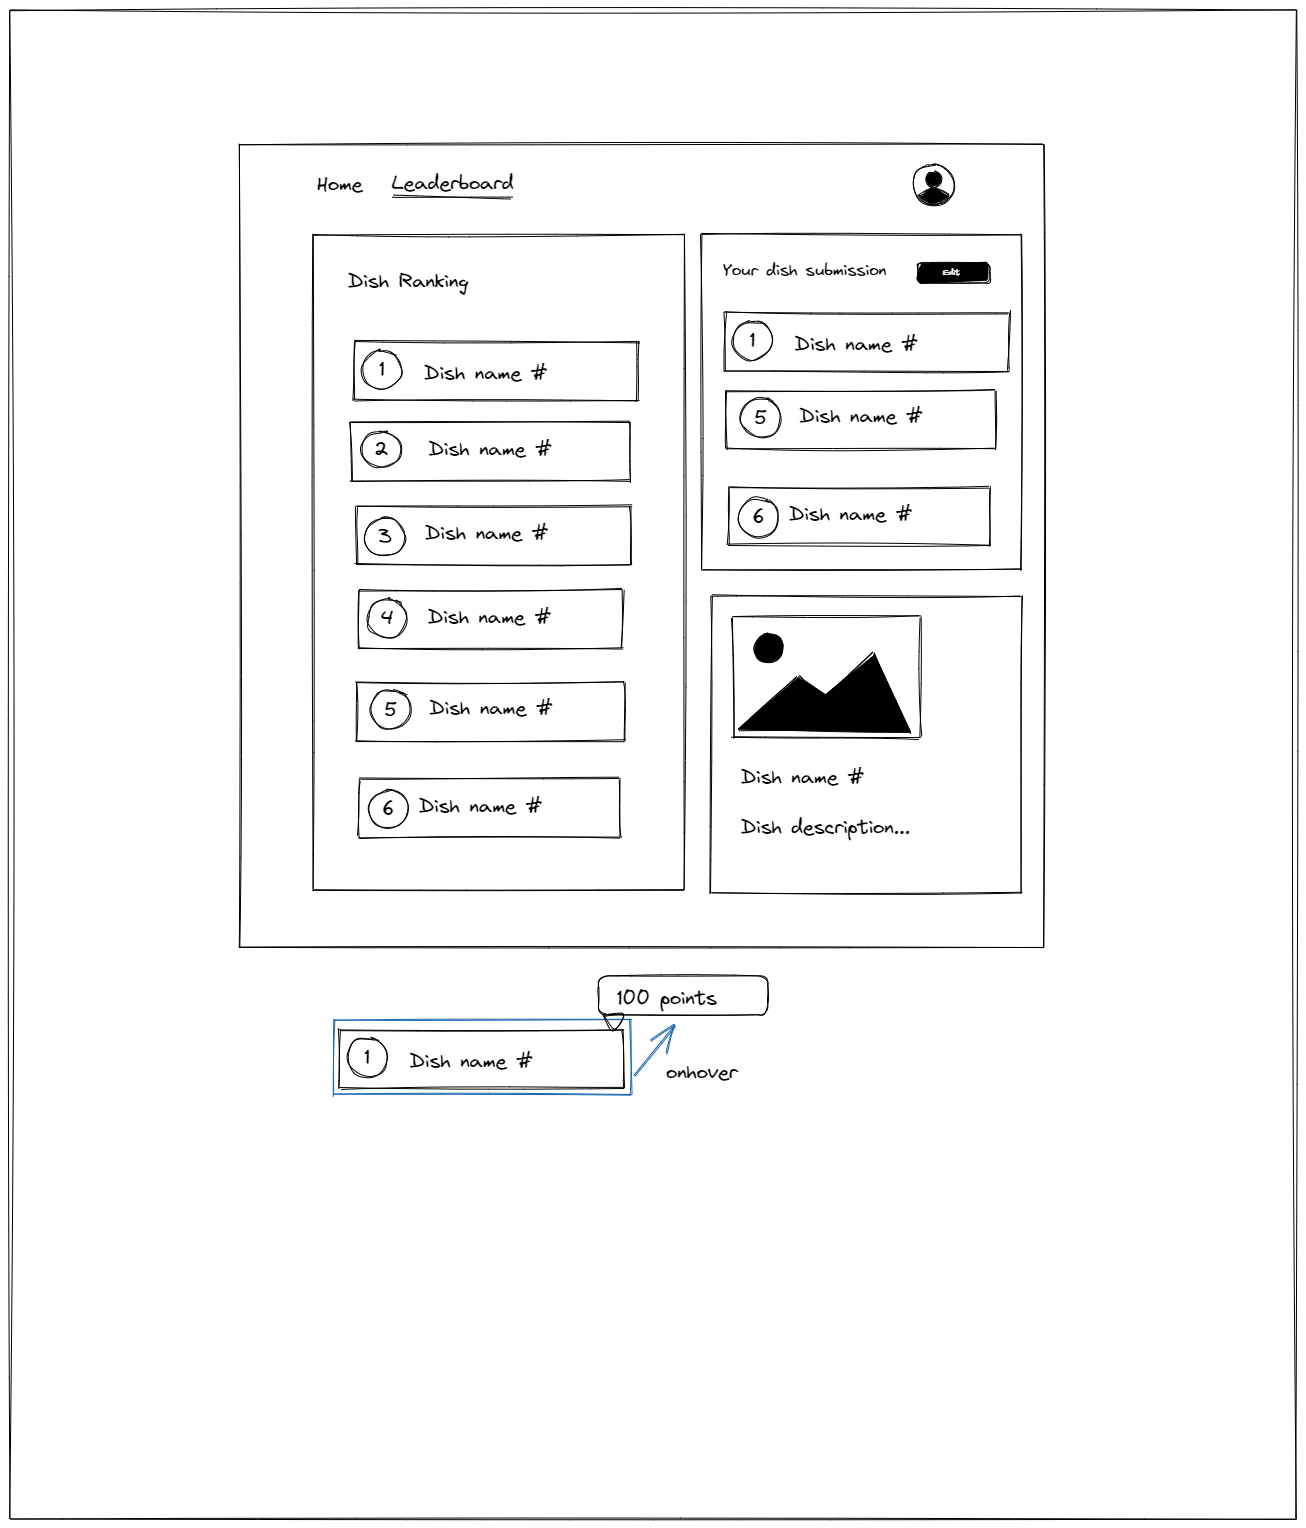 Home
Leaderboard
Dish Ranking
1 Dish name #
2 Dish name #
3 Dish name #
4 Dish name #
5 Dish name #
6 Dish name #
Your dish submission
Edit
1 Dish name #
5 Dish name #
6 Dish name #
Dish name #
Dish description...
100 points
1 Dish name #
onhover